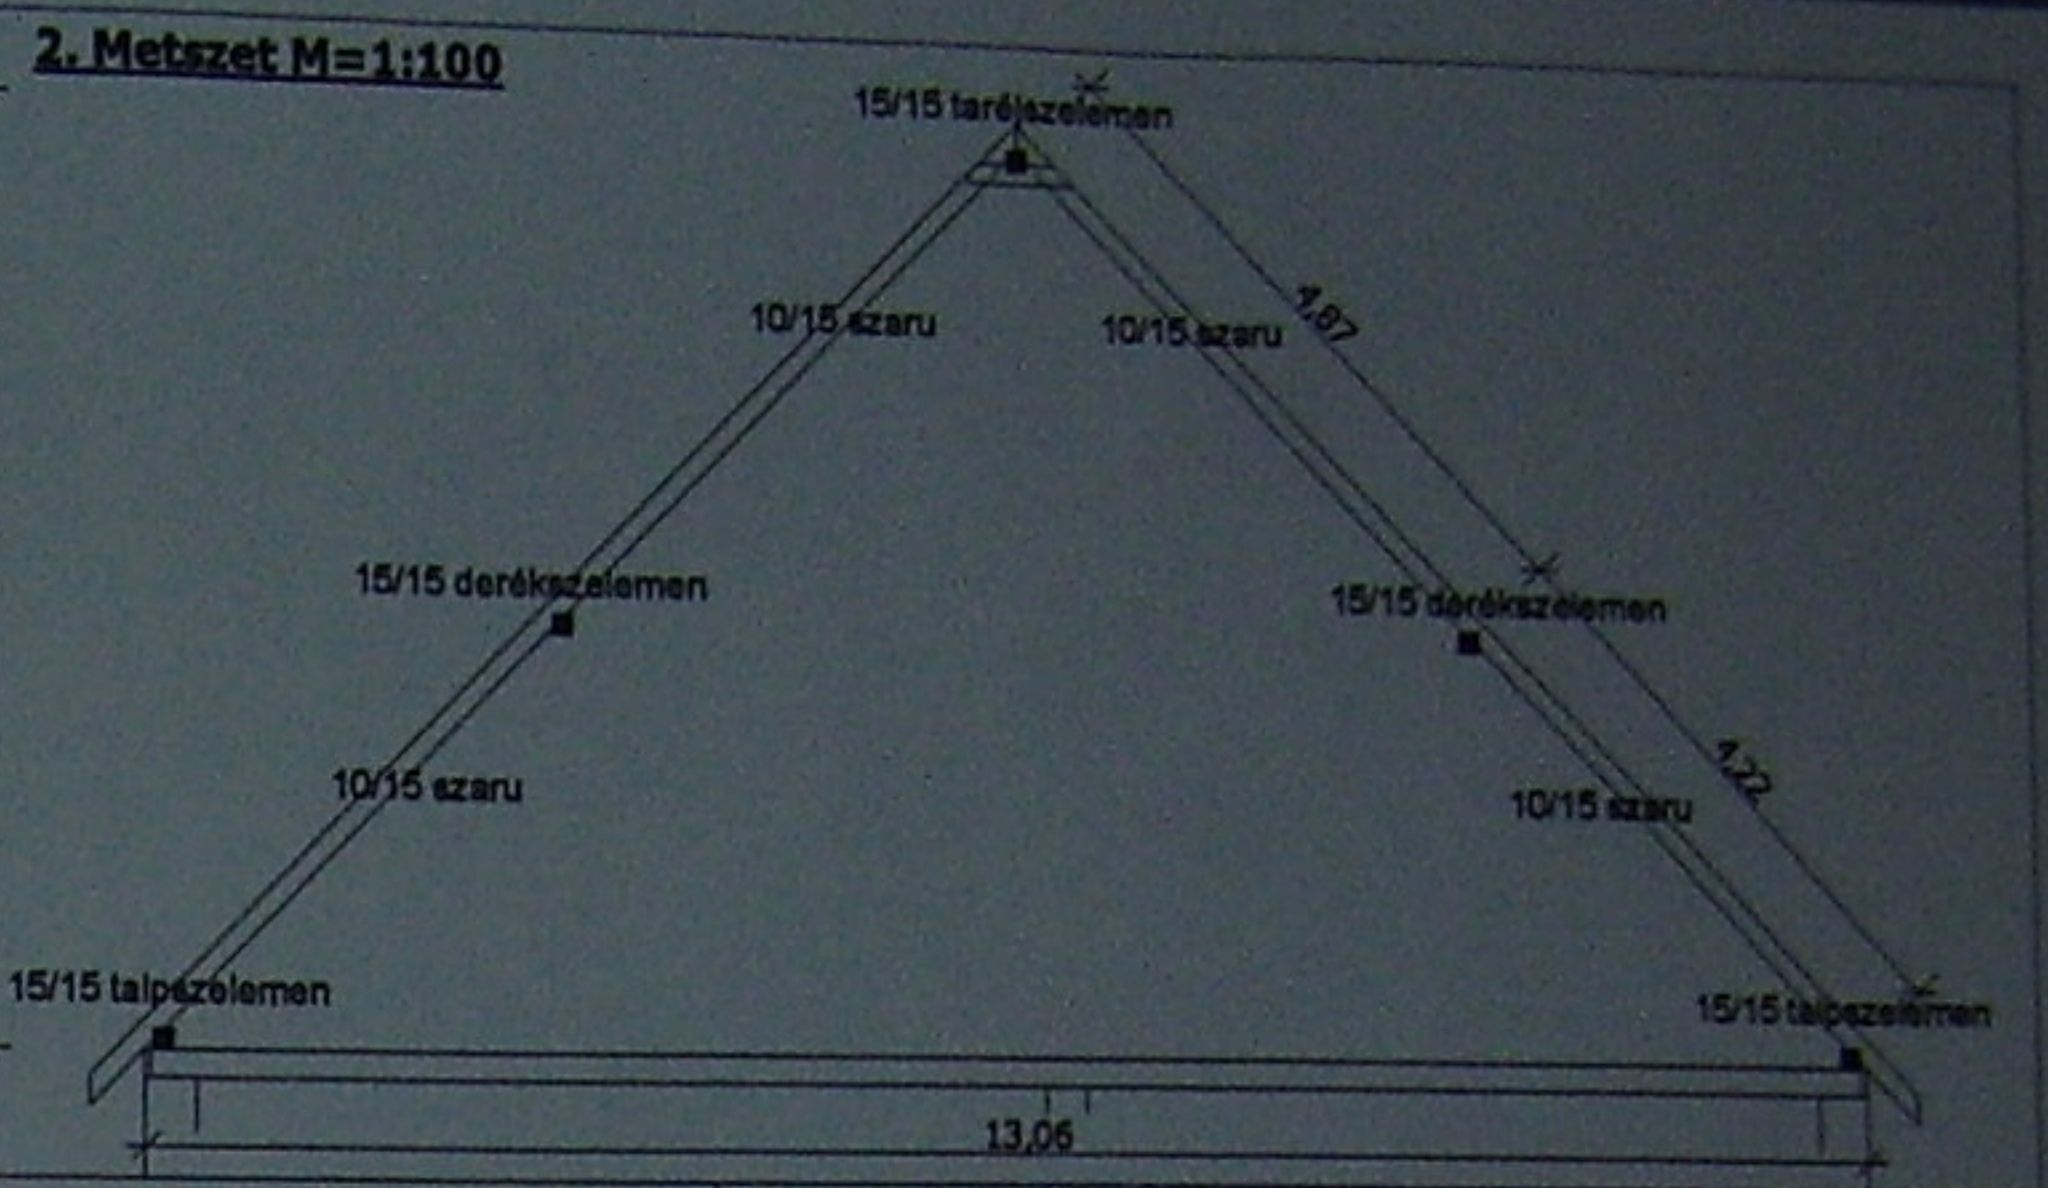 2. Metszet M=1:100
15/15 taréjszelemen
10/15 szaru
10/15 szaru
4,87
15/15 derékszelemen
15/15 derékszelemen
10/15 szaru
4,22
10/15 szaru
15/15 talpszelemen
15/15 talpszelemen
13,06